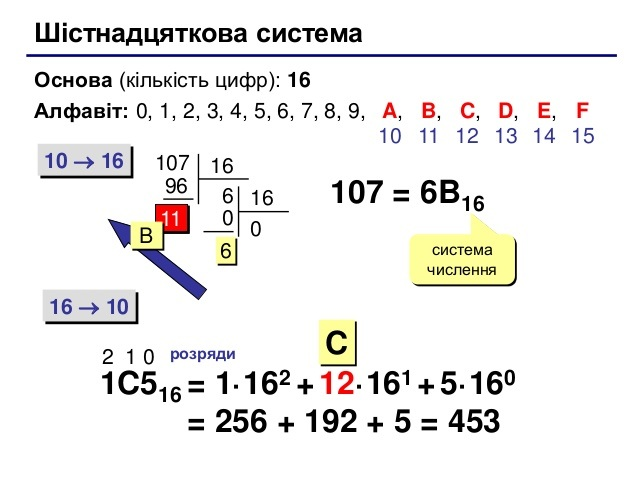 Шістнадцяткова система
Основа (кількість цифр): 16
Алфавіт: 0, 1, 2, 3, 4, 5, 6, 7, 8, 9, A, B, C, D, E, F
10 11 12 13 14 15
10 → 16
107 16
96 6 16
11 0 0
B 6
107 = 6B₁₆
система
числення
16 → 10
C
2 1 0 розряди
1C5₁₆ = 1·16² + 12·16¹ + 5·16⁰
= 256 + 192 + 5 = 453